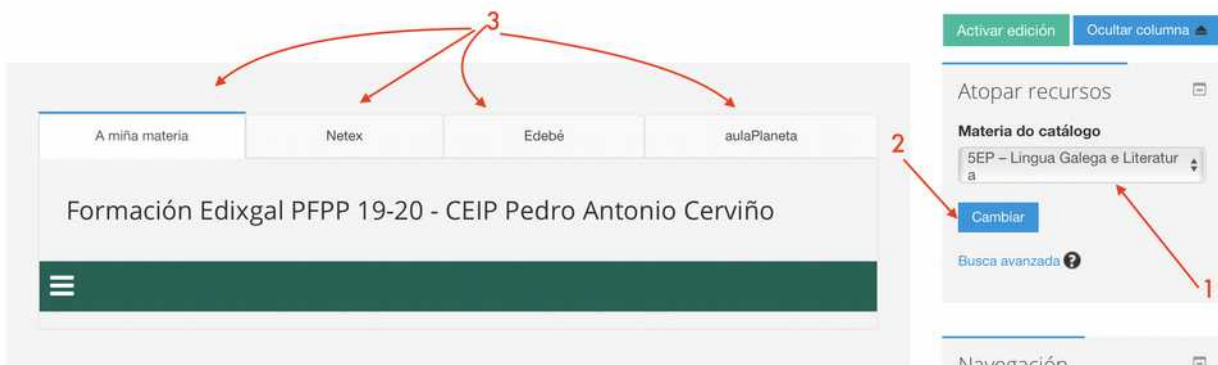 3
Activar edición
Ocultar columna
Atopar recursos
Materia do catálogo
5EP – Lingua Galega e Literatur
a
2
Cambiar
Busca avanzada ?
1
A miña materia
Netex
Edebé
aulaPlaneta
Formación Edixgal PFPP 19-20 - CEIP Pedro Antonio Cerviño
Navegación